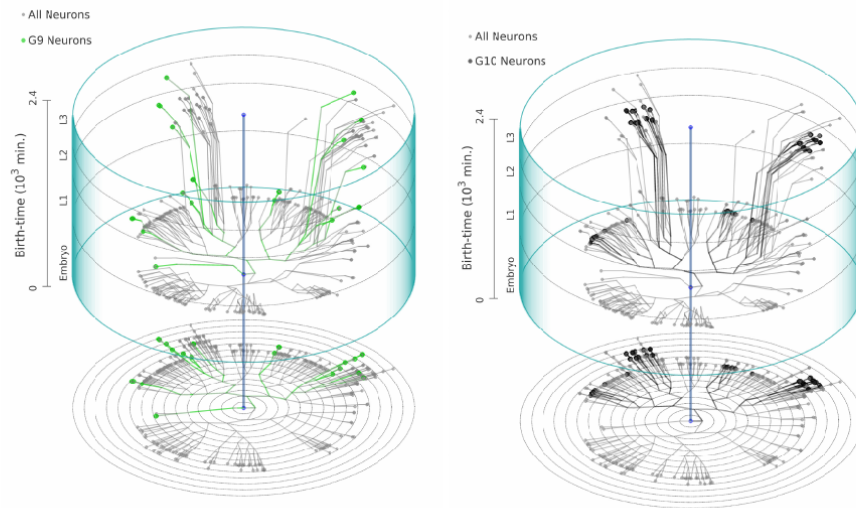 All Neurons
G9 Neurons
Birth-time (10³ min.)
2.4
0
L3
L2
L1
Embryo
All Neurons
G1C Neurons
Birth-time (10³ min.)
2.4
0
L3
L2
L1
Embryo